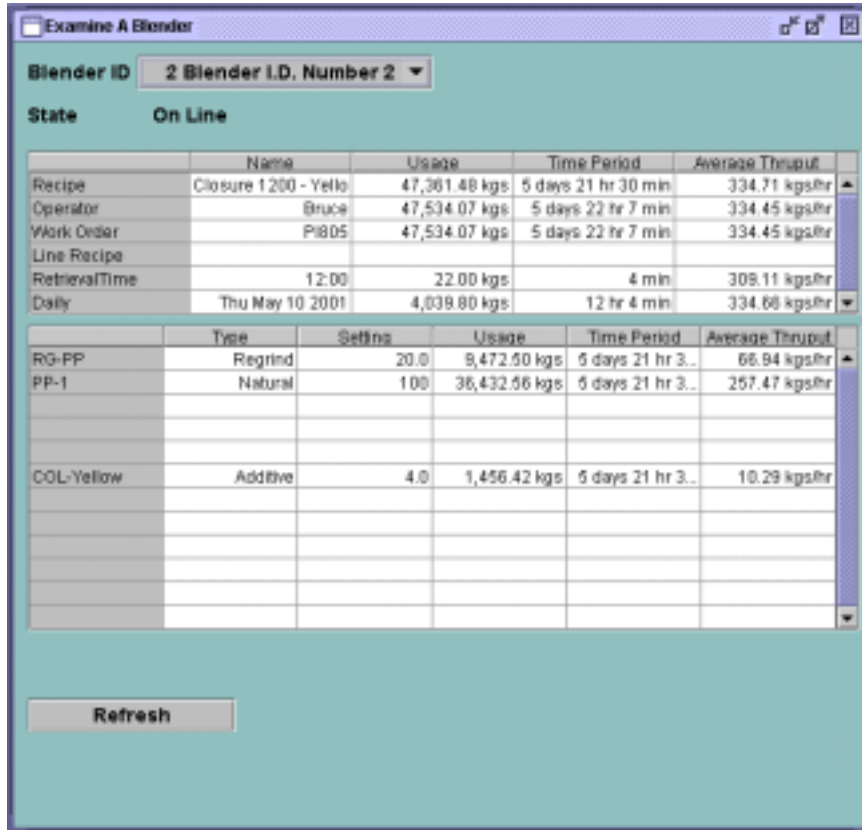 Examine A Blender
Blender ID 2 Blender I.D. Number 2
State On Line
Name Usage Time Period Average Thruput
Recipe Closure 1200 - Yello 47,361.48 kgs 5 days 21 hr 30 min 334.71 kgs/hr
Operator Bruce 47,534.07 kgs 5 days 22 hr 7 min 334.45 kgs/hr
Work Order PI805 47,534.07 kgs 5 days 22 hr 7 min 334.45 kgs/hr
Line Recipe
RetrievalTime 12:00 22.00 kgs 4 min 309.11 kgs/hr
Daily Thu May 10 2001 4,039.80 kgs 12 hr 4 min 334.66 kgs/hr
Type Setting Usage Time Period Average Thruput
RG-PP Regrind 20.0 9,472.50 kgs 5 days 21 hr 3... 66.94 kgs/hr
PP-1 Natural 100 36,432.56 kgs 5 days 21 hr 3... 257.47 kgs/hr
COL-Yellow Additive 4.0 1,456.42 kgs 5 days 21 hr 3... 10.29 kgs/hr
Refresh